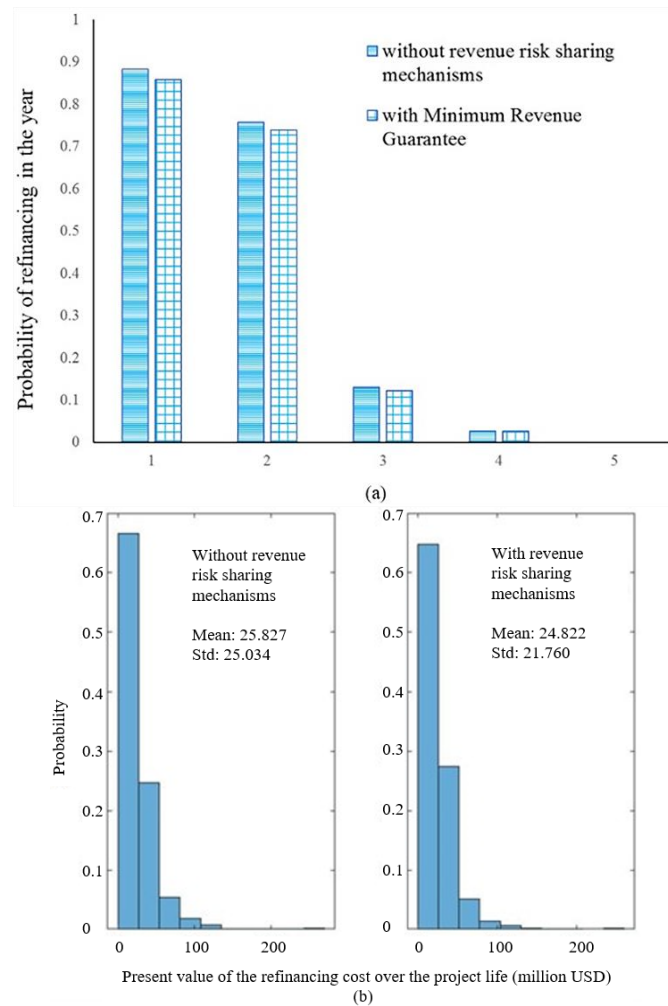 1
0.9
0.8
0.7
0.6
0.5
0.4
0.3
0.2
0.1
0
Probability of refinancing in the year
without revenue risk sharing
mechanisms
with Minimum Revenue
Guarantee
1 2 3 4 5
(a)
0.7
0.6
0.5
0.4
0.3
0.2
0.1
0
Probability
Without revenue
risk sharing
mechanisms
Mean: 25.827
Std: 25.034
0 100 200
0.7
0.6
0.5
0.4
0.3
0.2
0.1
0
With revenue
risk sharing
mechanisms
Mean: 24.822
Std: 21.760
0 100 200
Present value of the refinancing cost over the project life (million USD)
(b)